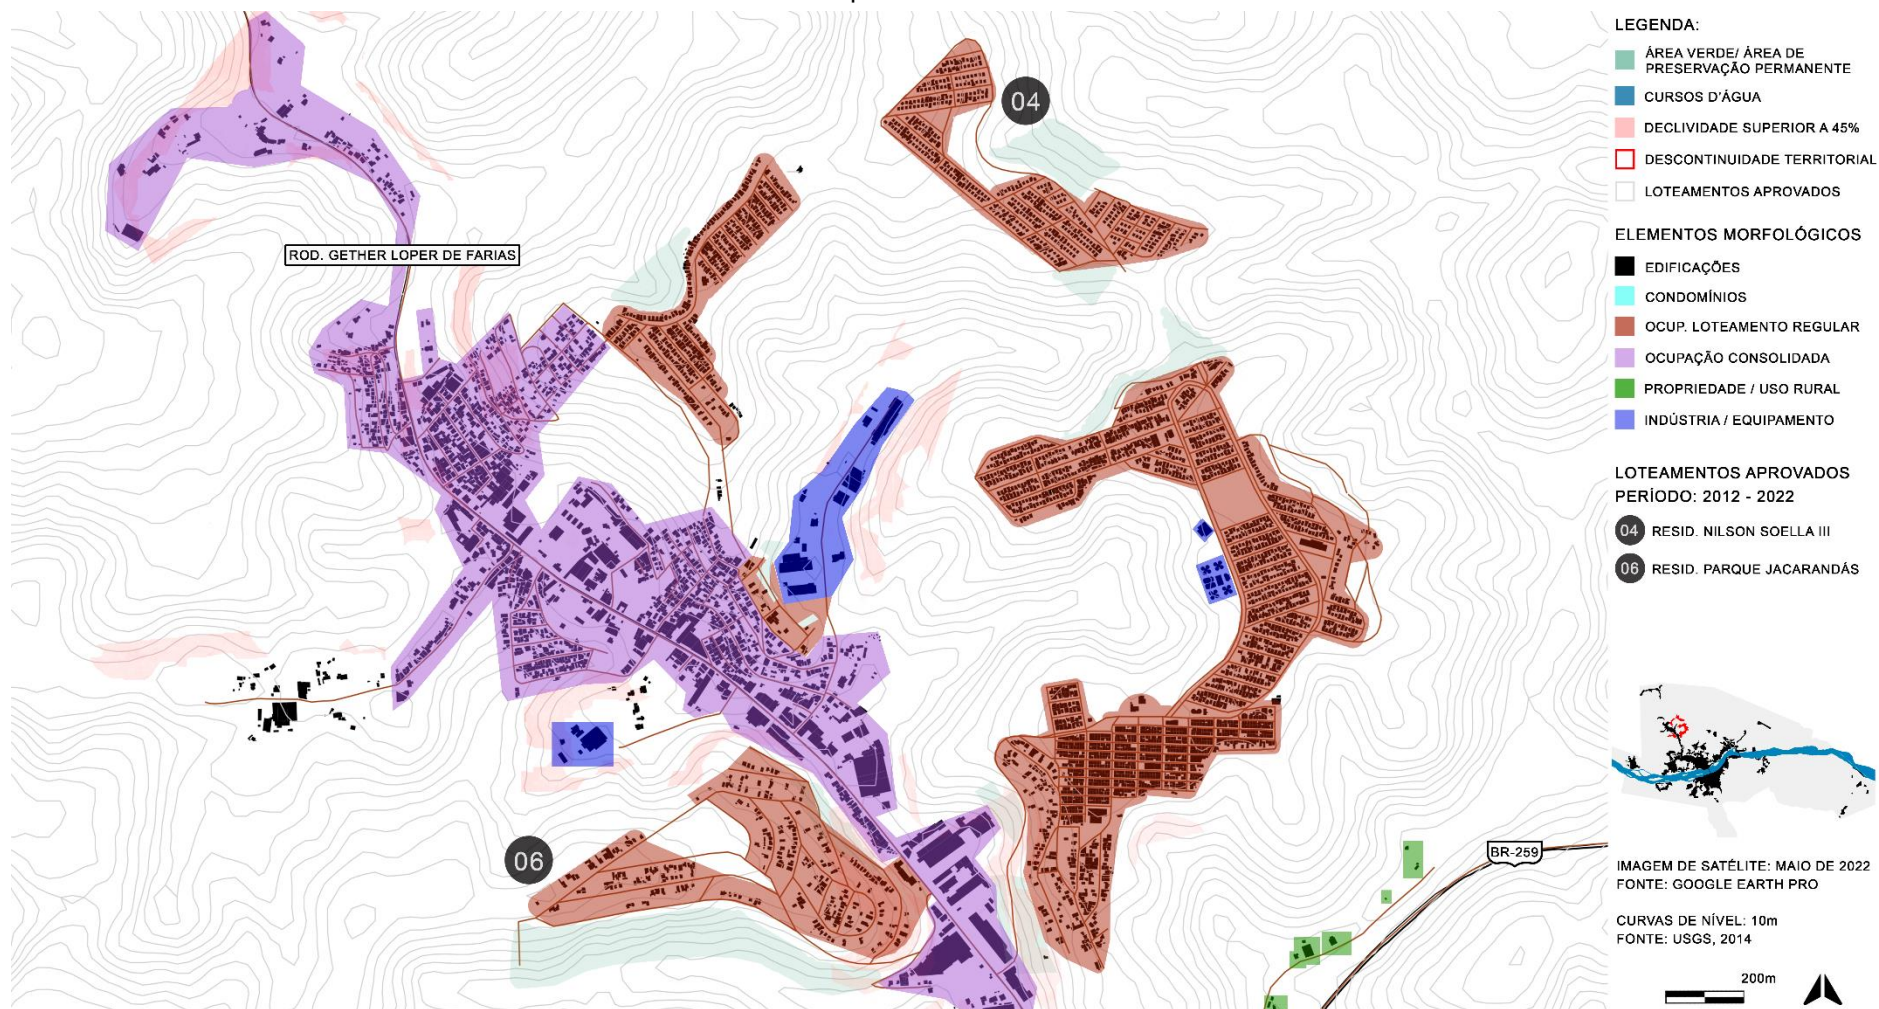 ROD. GETHER LOPER DE FARIAS
04
06
BR-259
LEGENDA:
ÁREA VERDE/ ÁREA DE
PRESERVAÇÃO PERMANENTE
CURSOS D'ÁGUA
DECLIVIDADE SUPERIOR A 45%
DESCONTINUIDADE TERRITORIAL
LOTEAMENTOS APROVADOS
ELEMENTOS MORFOLÓGICOS
EDIFICAÇÕES
CONDOMÍNIOS
OCUP. LOTEAMENTO REGULAR
OCUPAÇÃO CONSOLIDADA
PROPRIEDADE / USO RURAL
INDÚSTRIA / EQUIPAMENTO
LOTEAMENTOS APROVADOS
PERÍODO: 2012 - 2022
04 RESID. NILSON SOELLA III
06 RESID. PARQUE JACARANDÁS
IMAGEM DE SATÉLITE: MAIO DE 2022
FONTE: GOOGLE EARTH PRO
CURVAS DE NÍVEL: 10m
FONTE: USGS, 2014
200m